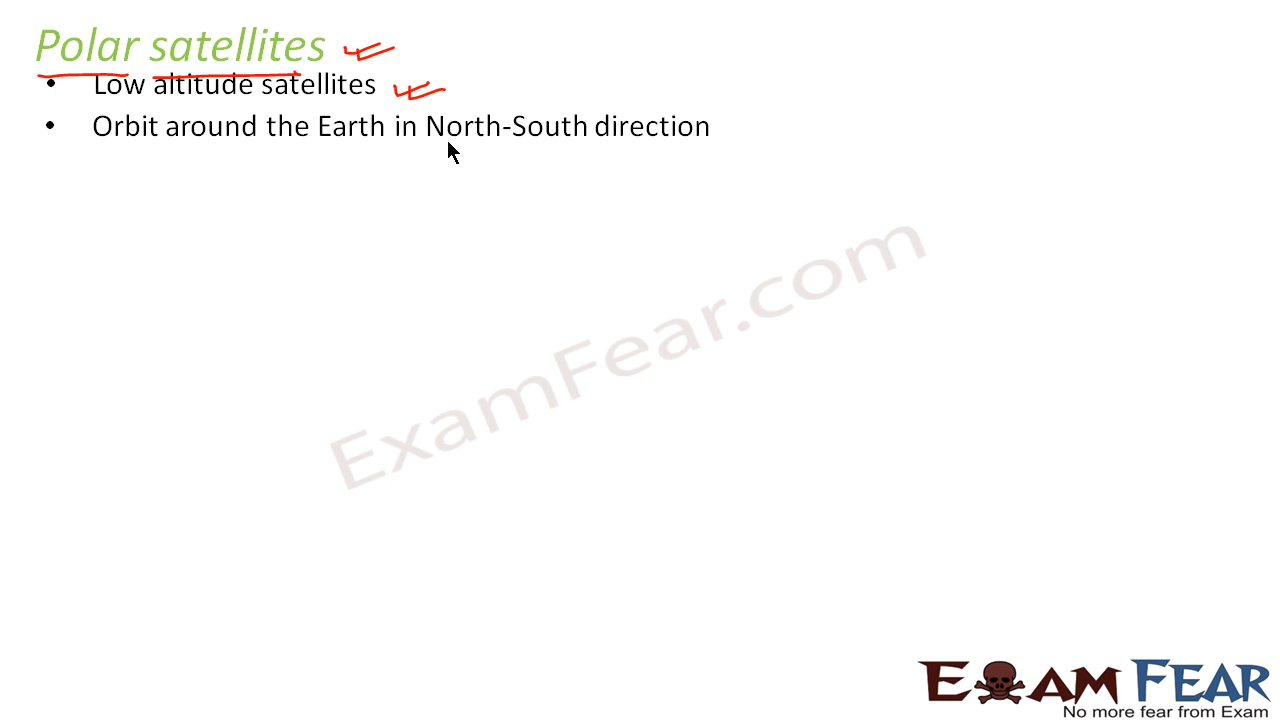 Polar satellites
• Low altitude satellites
• Orbit around the Earth in North-South direction
ExamFear.com
EXAM FEAR
No more fear from Exam